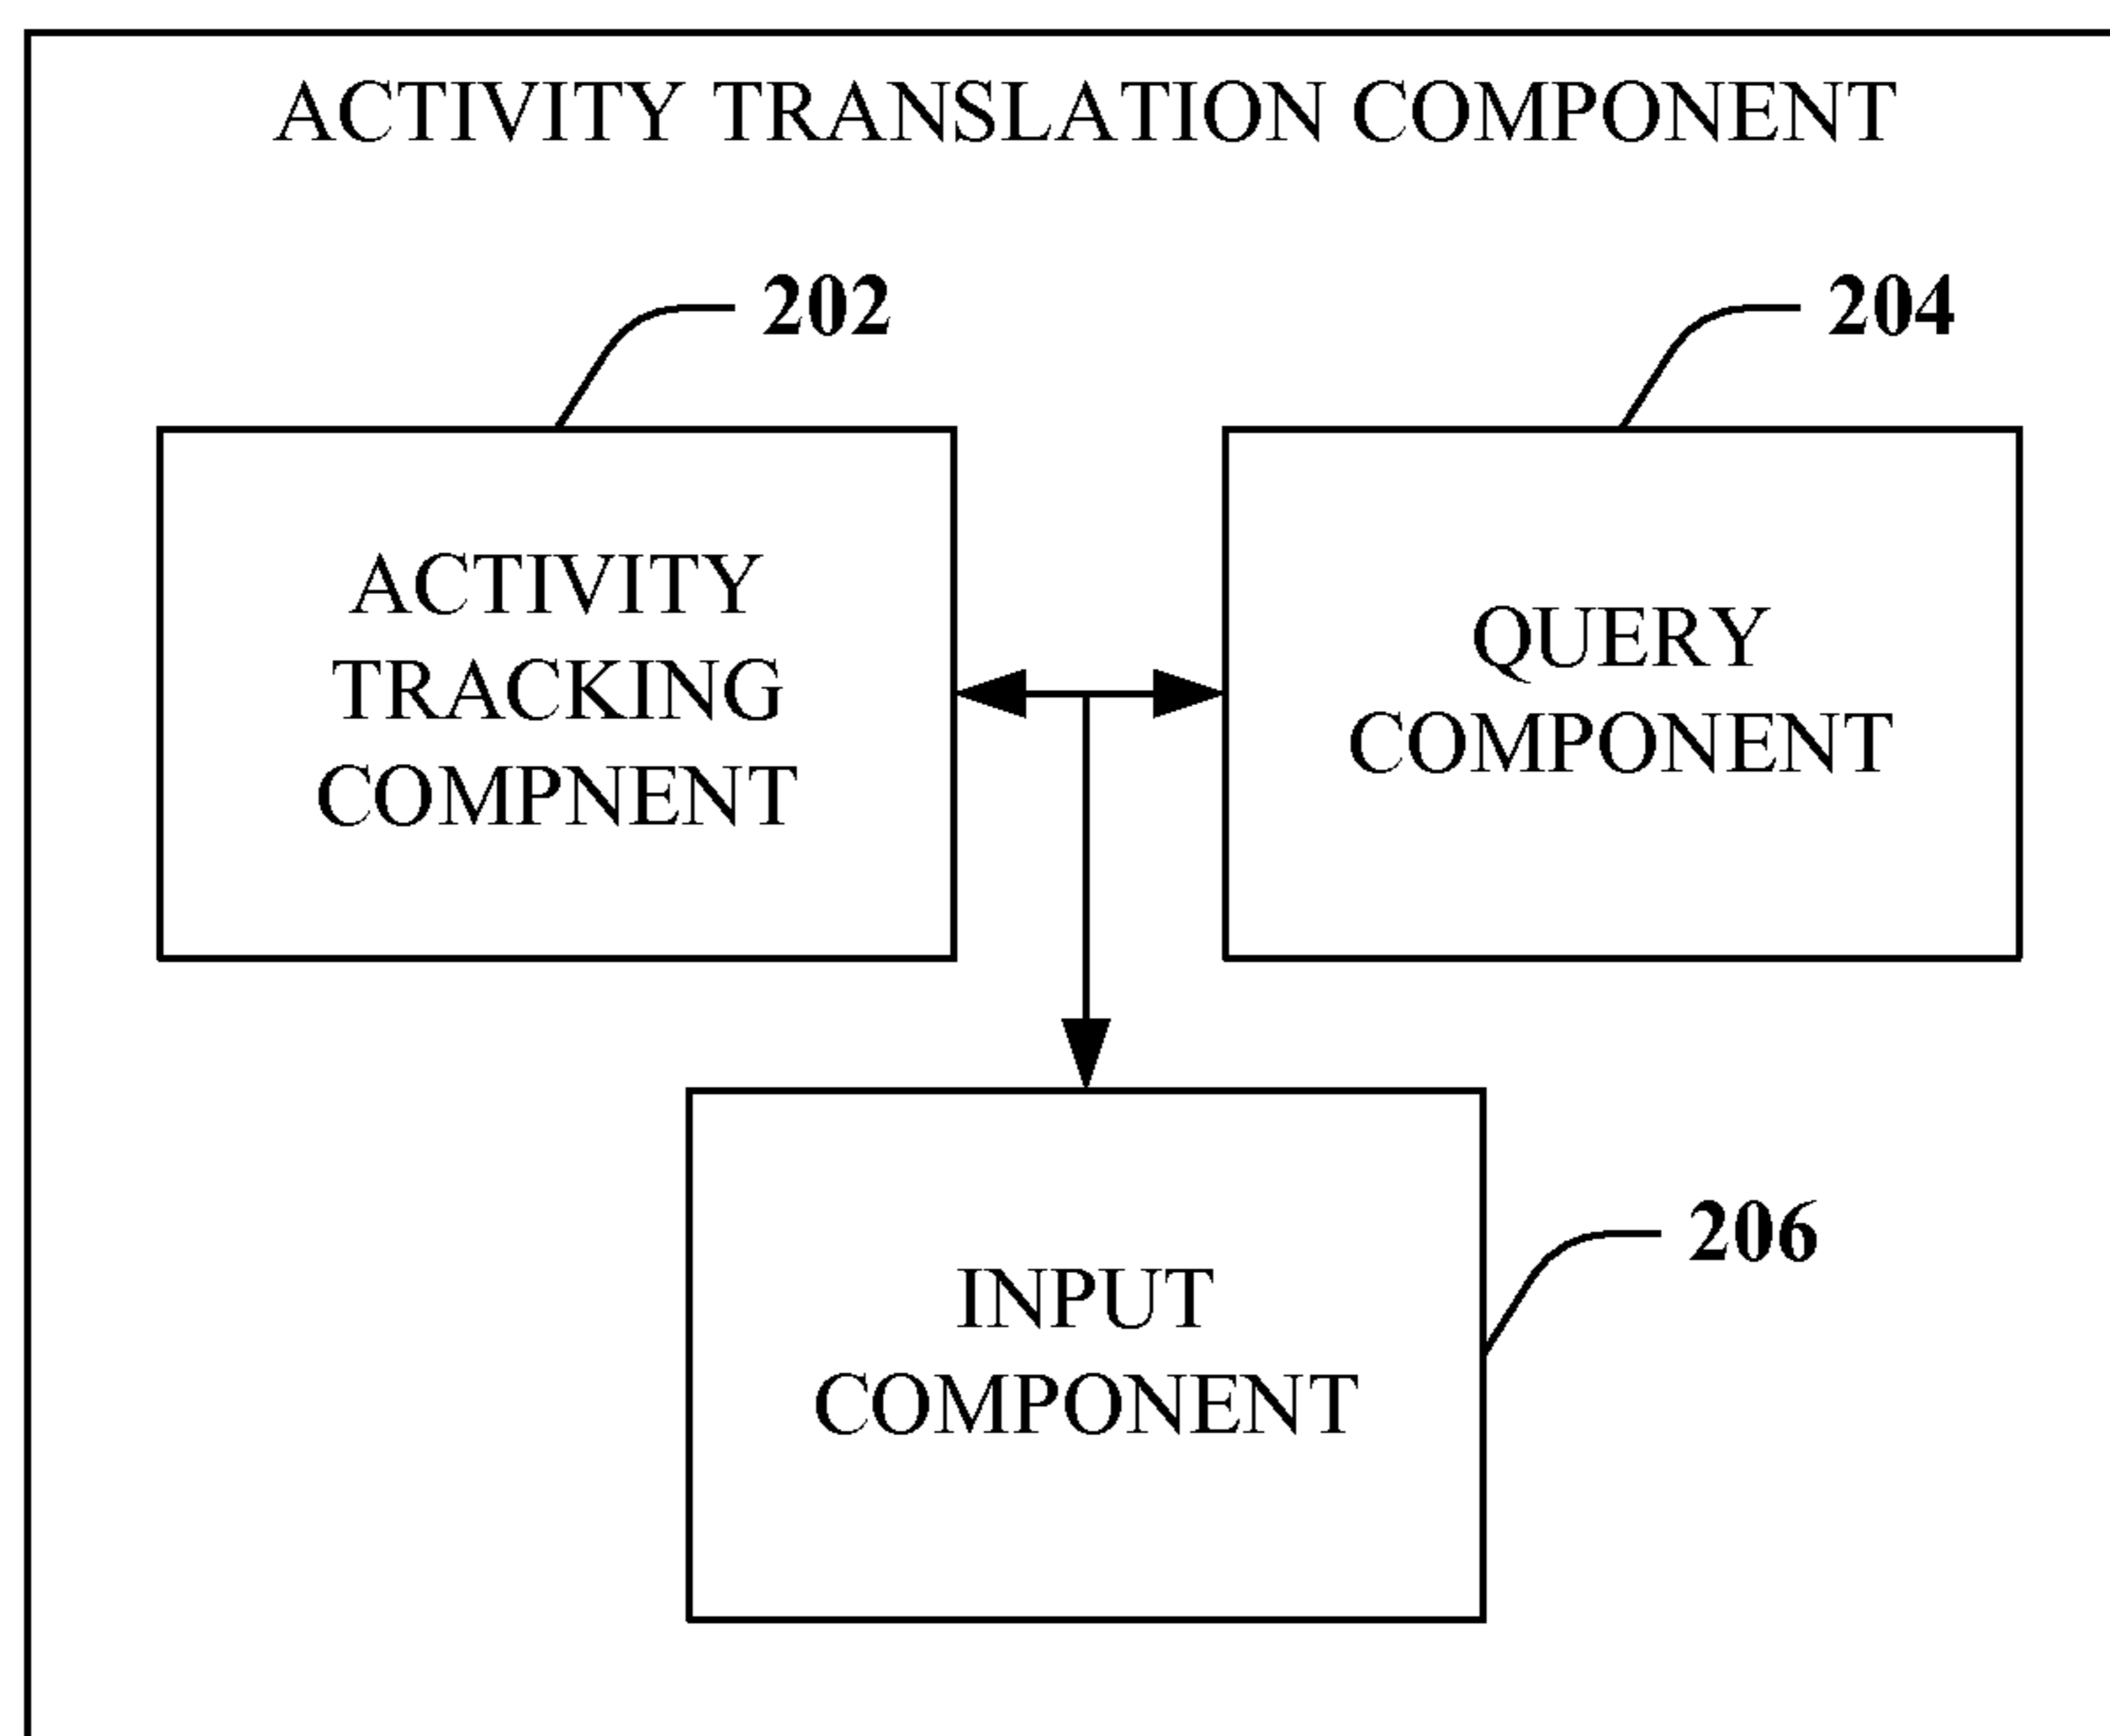 ACTIVITY TRANSLATION COMPONENT
202
204
ACTIVITY
TRACKING
COMPNENT
QUERY
COMPONENT
206
INPUT
COMPONENT